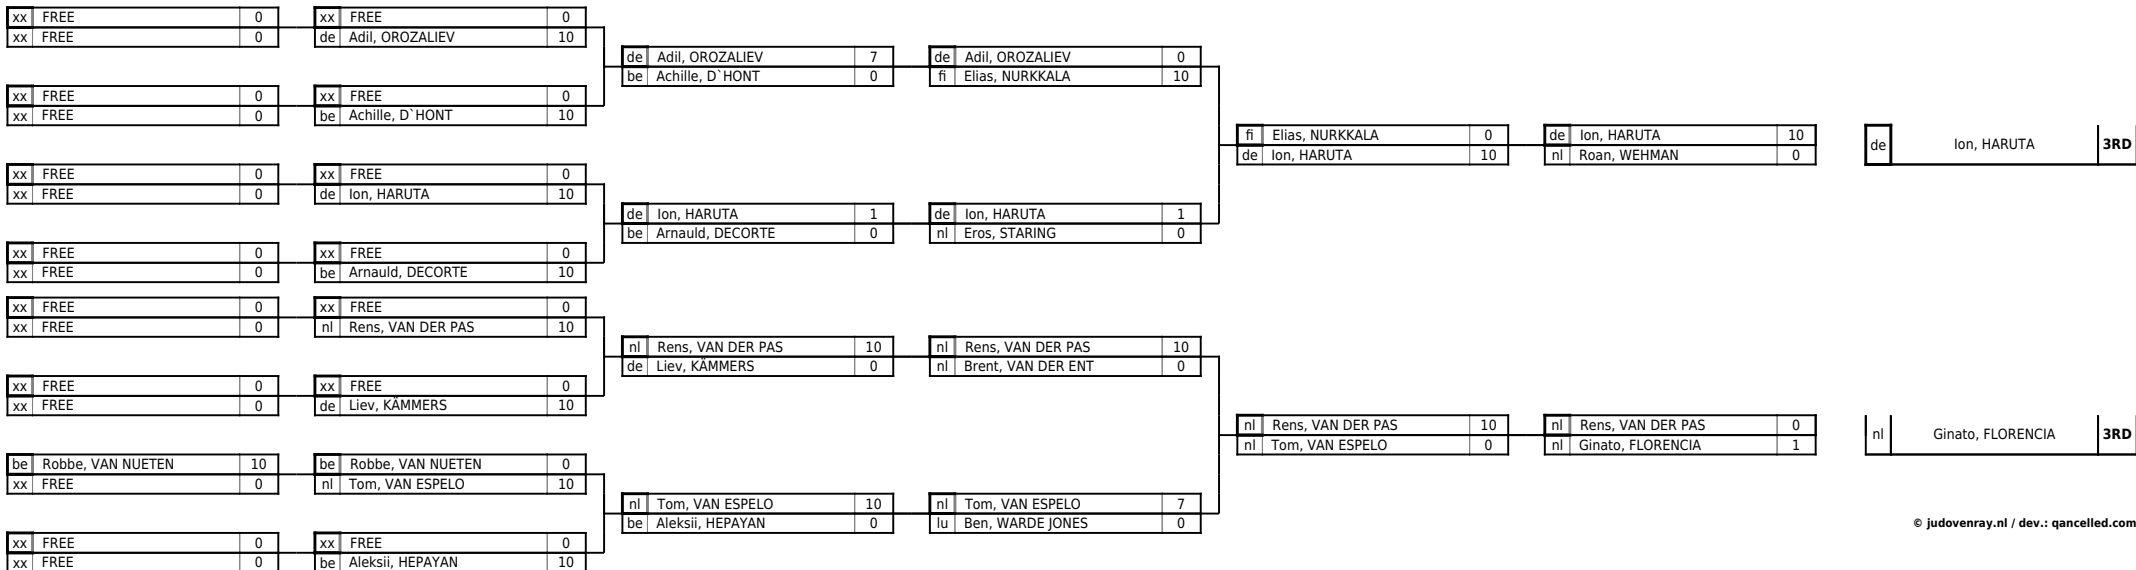 xx FREE 0 xx FREE 0
xx FREE 0 de Adil, OROZALIEV 10
de Adil, OROZALIEV 7 de Adil, OROZALIEV 0
be Achille, D`HONT 0 fi Elias, NURKKALA 10
xx FREE 0 xx FREE 0
xx FREE 0 be Achille, D`HONT 10
fi Elias, NURKKALA 0 de Ion, HARUTA 10
de Ion, HARUTA 3RD
de Ion, HARUTA 10 nl Roan, WEHMAN 0
xx FREE 0 xx FREE 0
xx FREE 0 de Ion, HARUTA 10
de Ion, HARUTA 1 de Ion, HARUTA 1
be Arnauld, DECORTE 0 nl Eros, STARING 0
xx FREE 0 xx FREE 0
xx FREE 0 be Arnauld, DECORTE 10
xx FREE 0 xx FREE 0
xx FREE 0 nl Rens, VAN DER PAS 10
nl Rens, VAN DER PAS 10 nl Rens, VAN DER PAS 10
de Liev, KÄMMERS 0 nl Brent, VAN DER ENT 0
xx FREE 0 xx FREE 0
xx FREE 0 de Liev, KÄMMERS 10
nl Rens, VAN DER PAS 10 nl Rens, VAN DER PAS 0
nl Ginato, FLORENCIA 3RD
nl Tom, VAN ESPELO 0 nl Ginato, FLORENCIA 1
be Robbe, VAN NUETEN 10 be Robbe, VAN NUETEN 0
xx FREE 0 nl Tom, VAN ESPELO 10
nl Tom, VAN ESPELO 10 nl Tom, VAN ESPELO 7
be Aleksii, HEPAYAN 0 lu Ben, WARDE JONES 0
© judovenray.nl / dev.: qancelled.com
xx FREE 0 xx FREE 0
xx FREE 0 be Aleksii, HEPAYAN 10